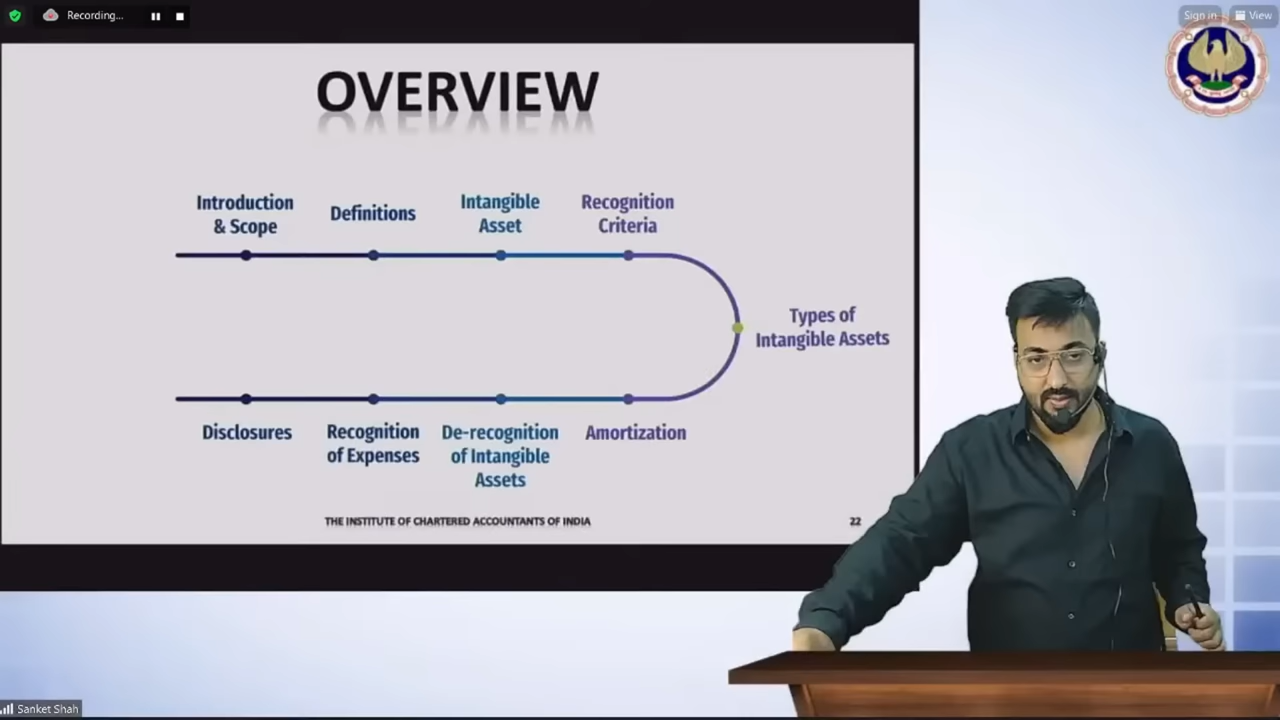 Recording...
Sign in
View
OVERVIEW
Introduction
& Scope
Definitions
Intangible
Asset
Recognition
Criteria
Types of
Intangible Assets
Disclosures
Recognition
of Expenses
De-recognition
of Intangible
Assets
Amortization
THE INSTITUTE OF CHARTERED ACCOUNTANTS OF INDIA
22
Sanket Shah